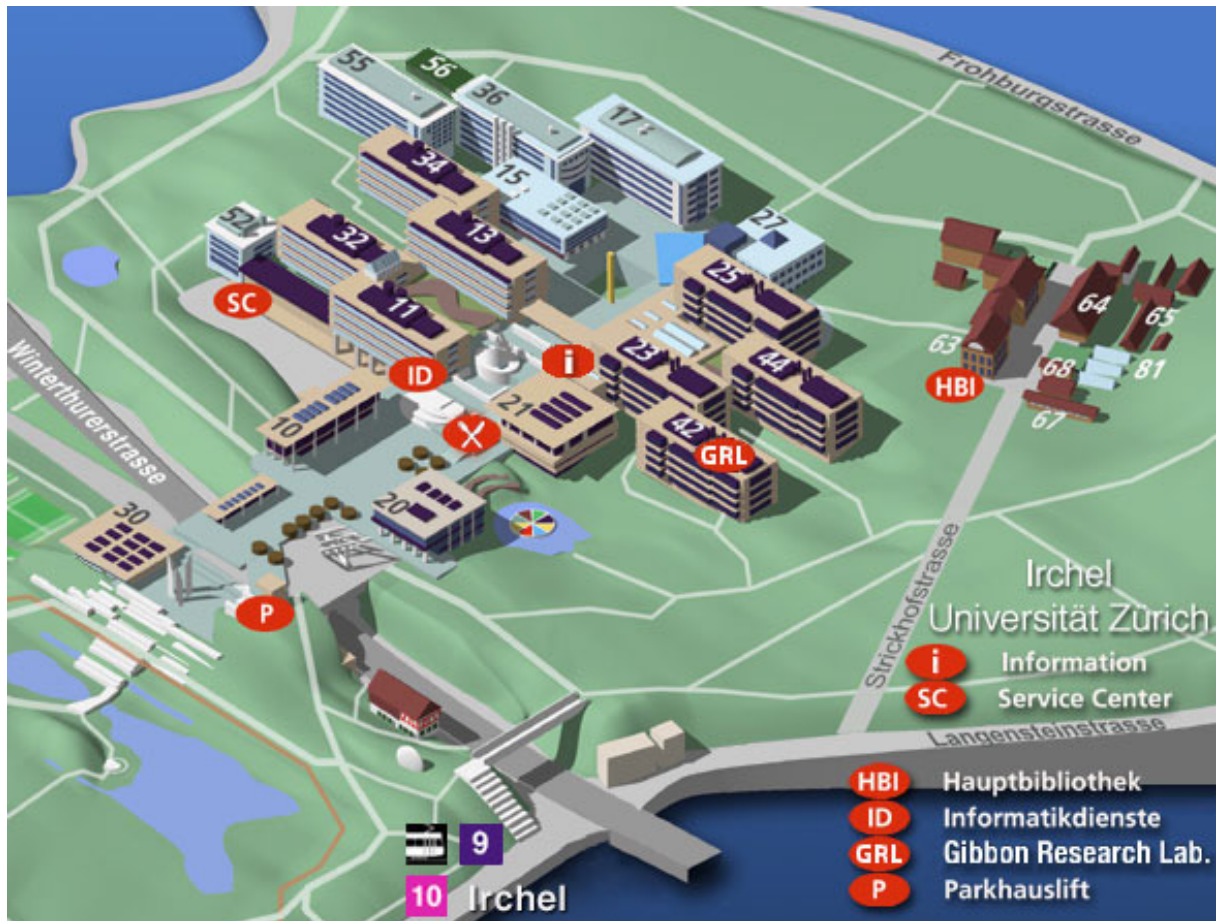 Frohburgstrasse
55
56
36
17
34
15
52
32
13
27
25
SC
11
64
65
Winterthurerstrasse
63
i
23
44
68
81
ID
HBI
10
21
67
42
GRL
20
30
Strickhofstrasse
P
Irchel
Universität Zürich
i Information
SC Service Center
Langensteinstrasse
HBI Hauptbibliothek
ID Informatikdienste
GRL Gibbon Research Lab.
P Parkhauslift
9
10 Irchel